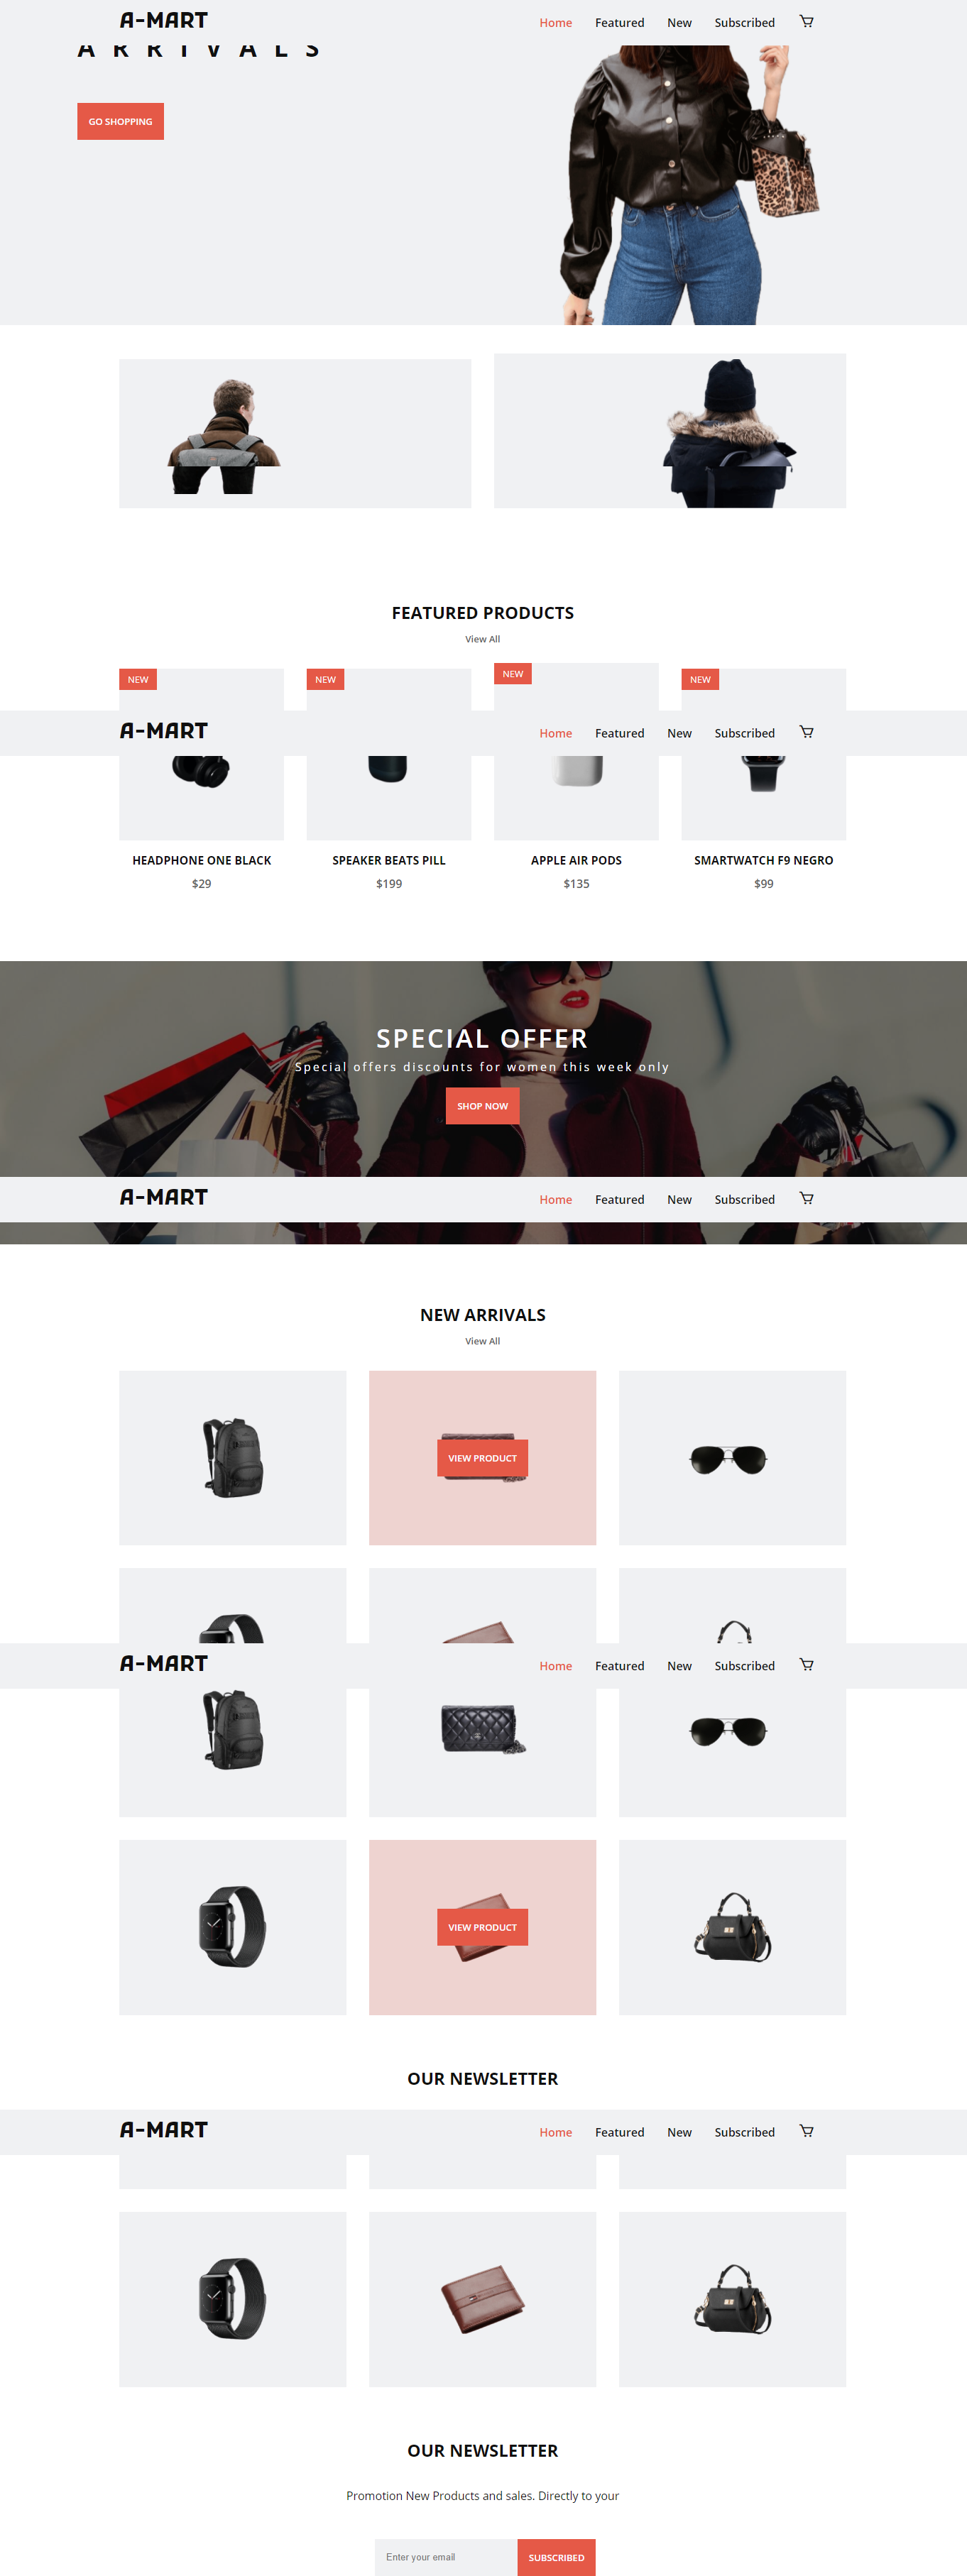 A-MART
Home Featured New Subscribed
ARRIVALS
GO SHOPPING
FEATURED PRODUCTS
View All
NEW NEW NEW NEW
A-MART
Home Featured New Subscribed
HEADPHONE ONE BLACK SPEAKER BEATS PILL APPLE AIR PODS SMARTWATCH F9 NEGRO
$29 $199 $135 $99
SPECIAL OFFER
Special offers discounts for women this week only
SHOP NOW
A-MART
Home Featured New Subscribed
NEW ARRIVALS
View All
VIEW PRODUCT
A-MART
Home Featured New Subscribed
VIEW PRODUCT
OUR NEWSLETTER
A-MART
Home Featured New Subscribed
OUR NEWSLETTER
Promotion New Products and sales. Directly to your
Enter your email SUBSCRIBED